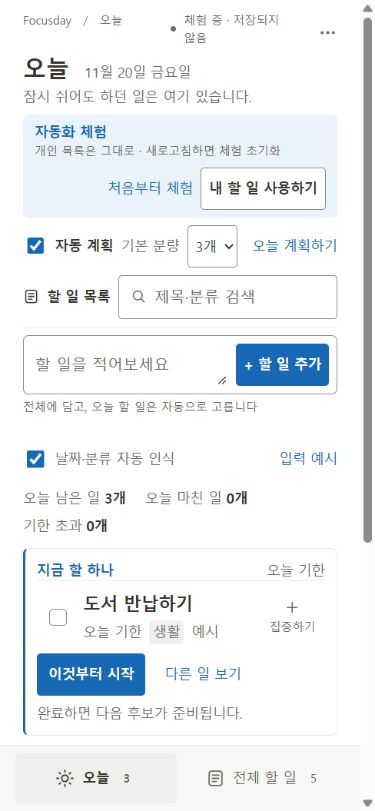 Focusday / 오늘
체험 중 · 저장되지
않음
...
오늘 11월 20일 금요일
잠시 쉬어도 하던 일은 여기 있습니다.
자동화 체험
개인 목록은 그대로 · 새로고침하면 체험 초기화
처음부터 체험 내 할 일 사용하기
자동 계획 기본 분량 3개 오늘 계획하기
할 일 목록 제목·분류 검색
할 일을 적어보세요 + 할 일 추가
전체에 담고, 오늘 할 일은 자동으로 고릅니다
날짜·분류 자동 인식 입력 예시
오늘 남은 일 3개 오늘 마친 일 0개
기한 초과 0개
지금 할 하나 오늘 기한
도서 반납하기
오늘 기한 생활 예시
+
집중하기
이것부터 시작 다른 일 보기
완료하면 다음 후보가 준비됩니다.
오늘 3 전체 할 일 5